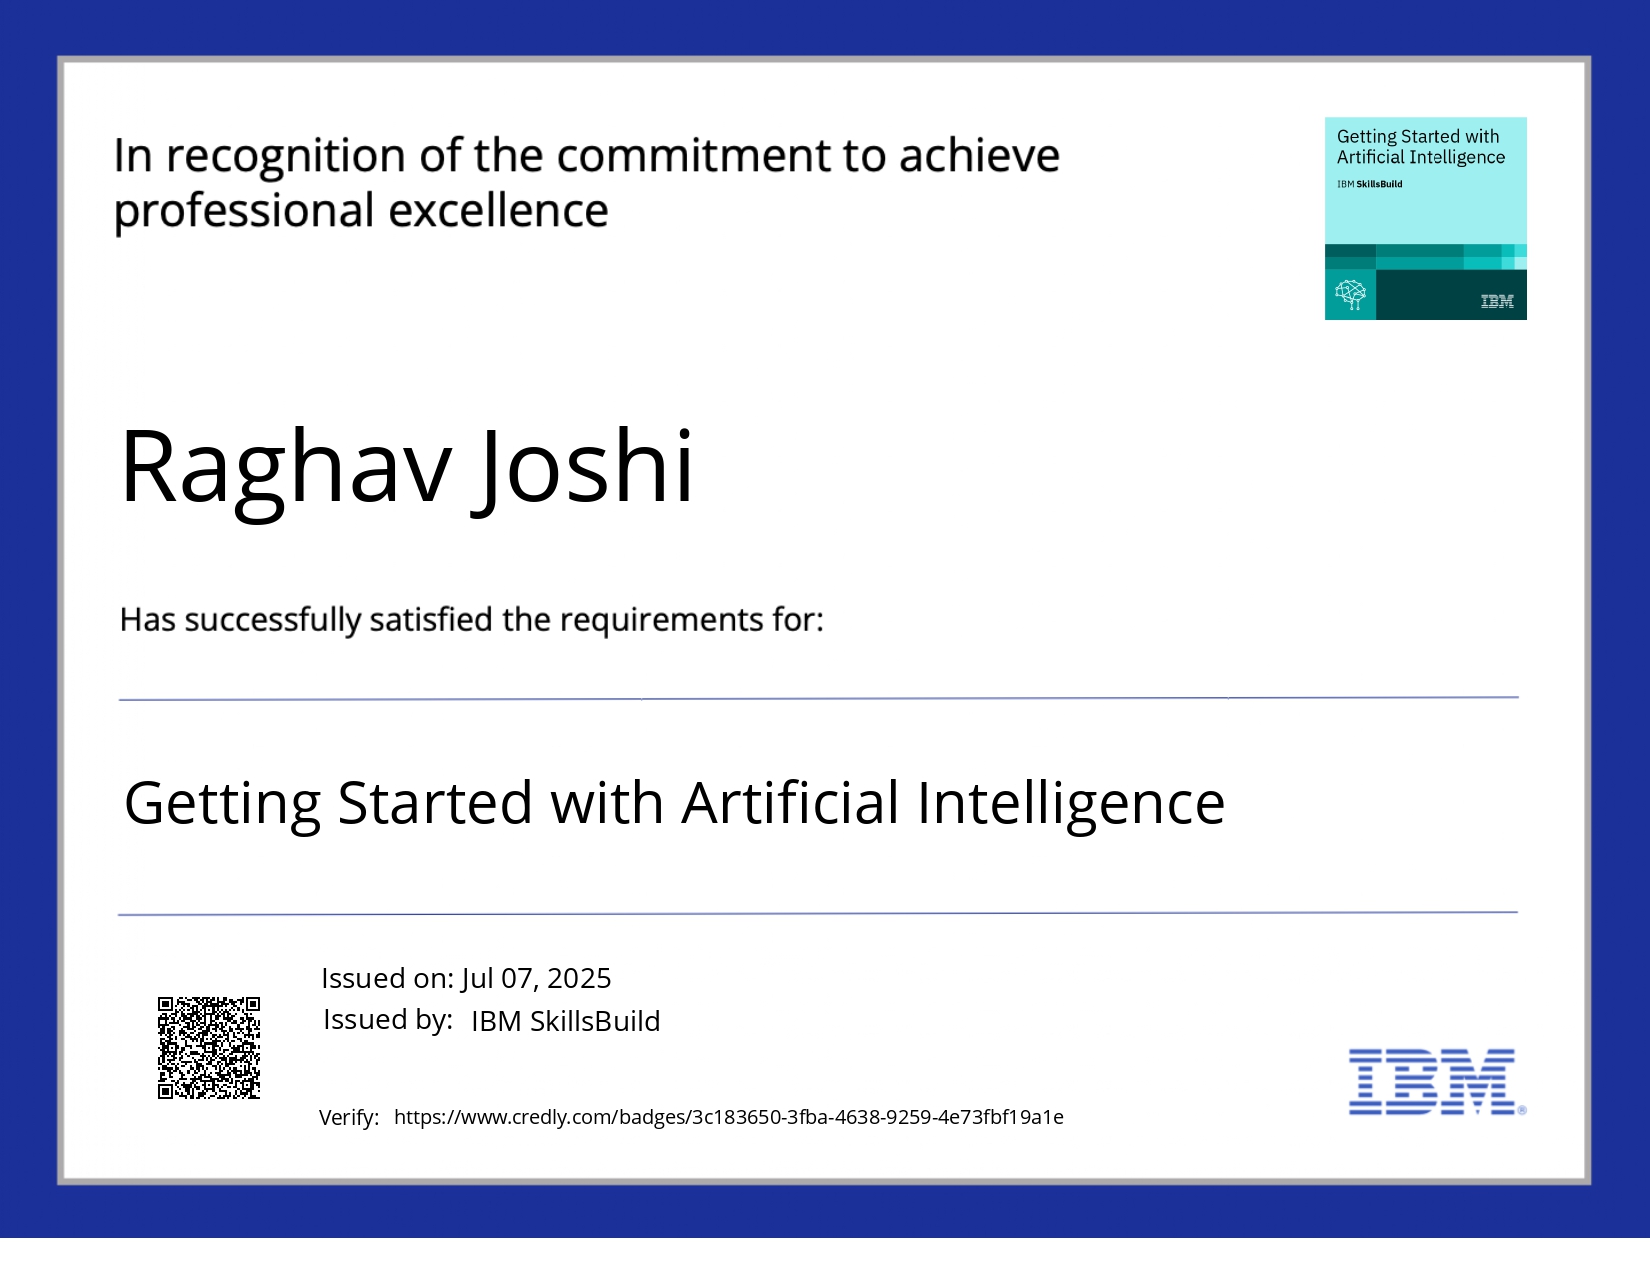 In recognition of the commitment to achieve
professional excellence
Getting Started with
Artificial Intelligence
IBM SkillsBuild
IBM
Raghav Joshi
Has successfully satisfied the requirements for:
Getting Started with Artificial Intelligence
Issued on: Jul 07, 2025
Issued by: IBM SkillsBuild
Verify: https://www.credly.com/badges/3c183650-3fba-4638-9259-4e73fbf19a1e
IBM®